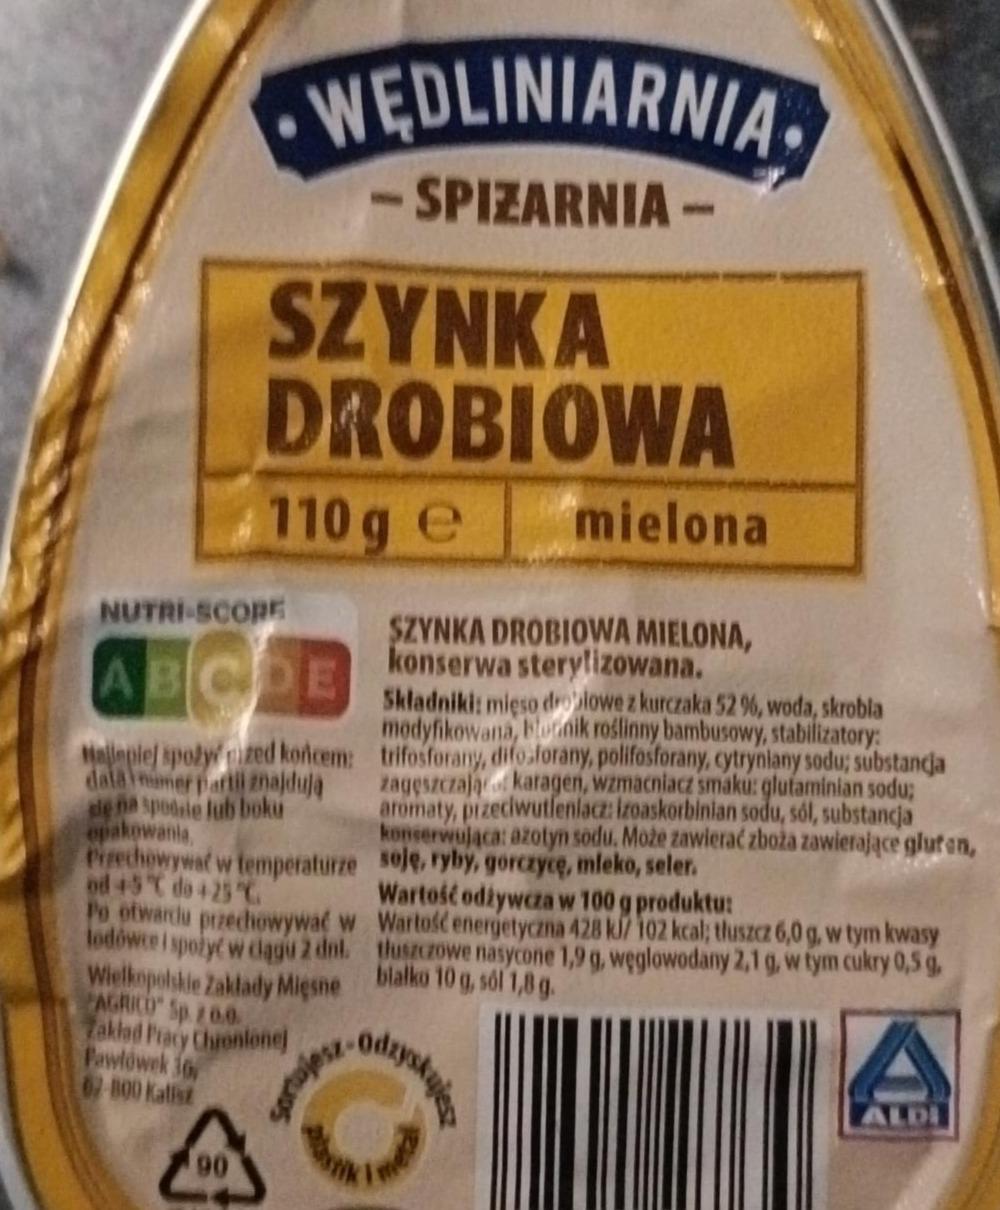 WĘDLINIARNIA
– SPIŻARNIA –
SZYNKA
DROBIOWA
110 g ℮
mielona
NUTRI-SCORE
A B C D E
Najlepiej spożyć przed końcem:
data i numer partii znajdują
się na spodzie lub boku
opakowania.
Przechowywać w temperaturze
od +5 °C do +25 °C.
Po otwarciu przechowywać w
lodówce i spożyć w ciągu 2 dni.
Wielkopolskie Zakłady Mięsne
"AGRICO" Sp. z o.o.
Zakład Pracy Chronionej
Pawłówek 36,
62-800 Kalisz
SZYNKA DROBIOWA MIELONA,
konserwa sterylizowana.
Składniki: mięso drobiowe z kurczaka 52 %, woda, skrobia
modyfikowana, błonnik roślinny bambusowy, stabilizatory:
trifosforany, difosforany, polifosforany, cytryniany sodu; substancja
zagęszczająca: karagen, wzmacniacz smaku: glutaminian sodu;
aromaty, przeciwutleniacz: izoaskorbinian sodu, sól, substancja
konserwująca: azotyn sodu. Może zawierać zboża zawierające gluten,
soję, ryby, gorczycę, mleko, seler.
Wartość odżywcza w 100 g produktu:
Wartość energetyczna 428 kJ/ 102 kcal; tłuszcz 6,0 g, w tym kwasy
tłuszczowe nasycone 1,9 g, węglowodany 2,1 g, w tym cukry 0,5 g,
białko 10 g, sól 1,8 g.
90
Sortujesz-Odzyskujesz
plastik i metal
ALDI